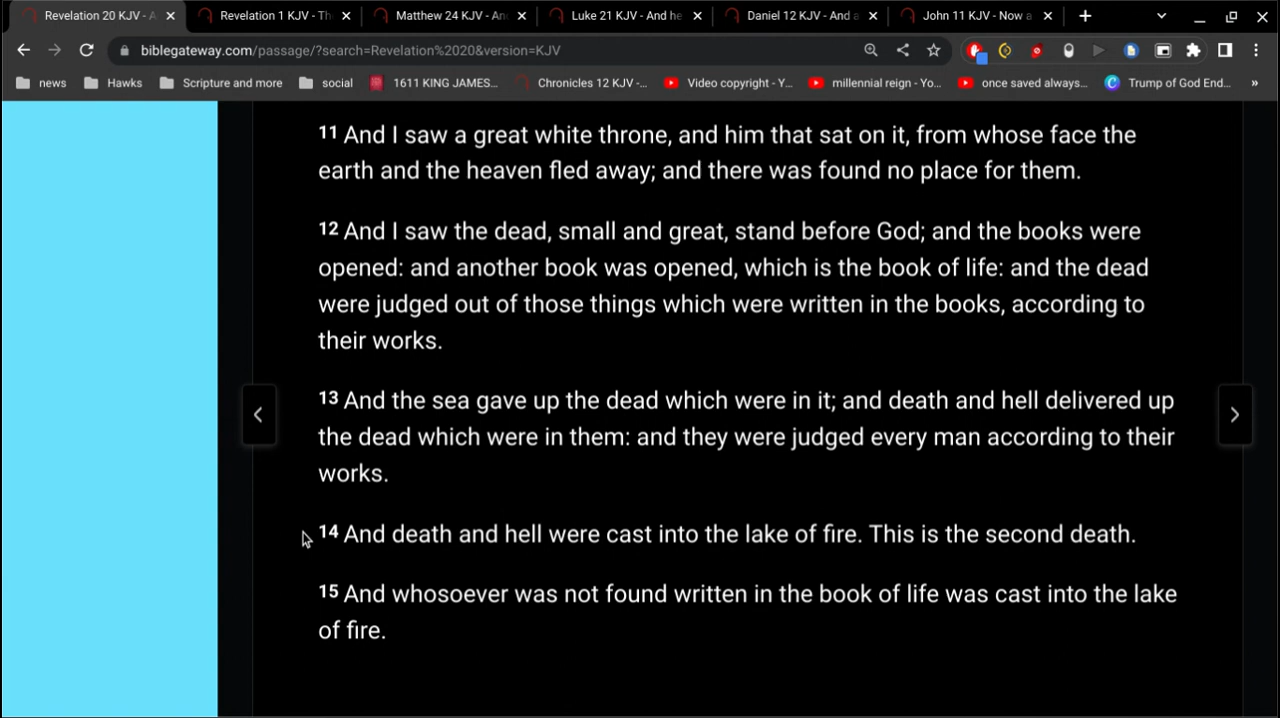 Revelation 20 KJV - A
Revelation 1 KJV - Th
Matthew 24 KJV - An
Luke 21 KJV - And he
Daniel 12 KJV - And a
John 11 KJV - Now a
biblegateway.com/passage/?search=Revelation%2020&version=KJV
news Hawks Scripture and more social 1611 KING JAMES... Chronicles 12 KJV -... Video copyright - Y... millennial reign - Yo... once saved always... Trump of God End... »
11 And I saw a great white throne, and him that sat on it, from whose face the
earth and the heaven fled away; and there was found no place for them.
12 And I saw the dead, small and great, stand before God; and the books were
opened: and another book was opened, which is the book of life: and the dead
were judged out of those things which were written in the books, according to
their works.
13 And the sea gave up the dead which were in it; and death and hell delivered up
the dead which were in them: and they were judged every man according to their
works.
14 And death and hell were cast into the lake of fire. This is the second death.
15 And whosoever was not found written in the book of life was cast into the lake
of fire.